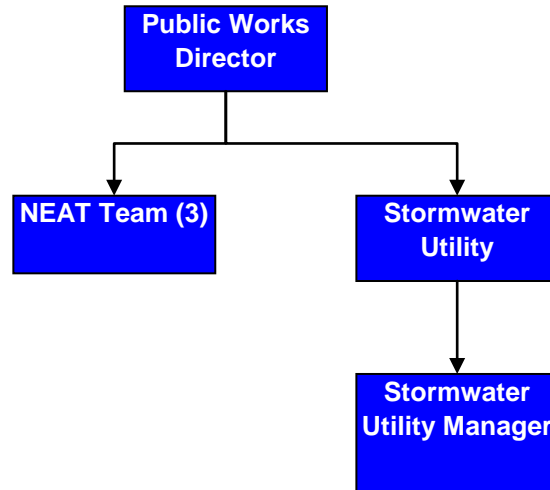 Public Works
Director
NEAT Team (3)
Stormwater
Utility
Stormwater
Utility Manager